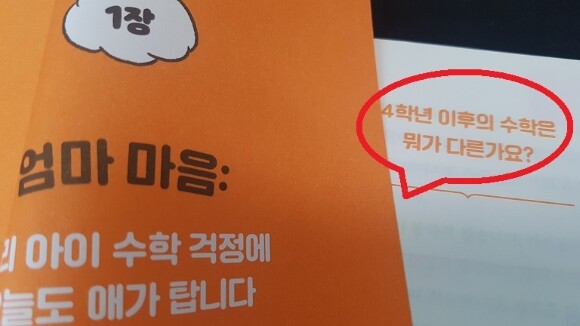 1장
엄마 마음:
아이 수학 걱정에
애가 탑니다
4학년 이후의 수학은
뭐가 다른가요?